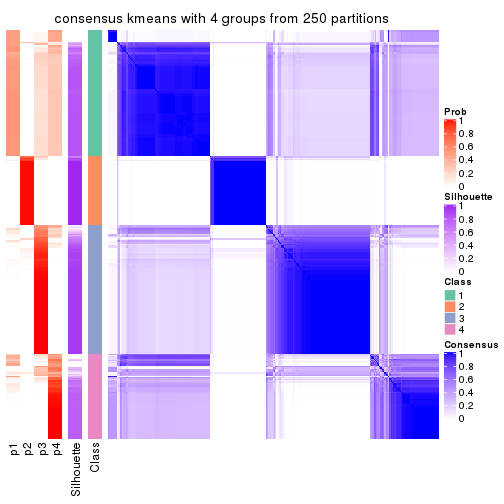 consensus kmeans with 4 groups from 250 partitions
Prob
1
0.8
0.6
0.4
0.2
0
Silhouette
1
0.8
0.6
0.4
0.2
0
Class
1
2
3
4
Consensus
1
0.8
0.6
0.4
0.2
0
p1
p2
p3
p4
Silhouette
Class